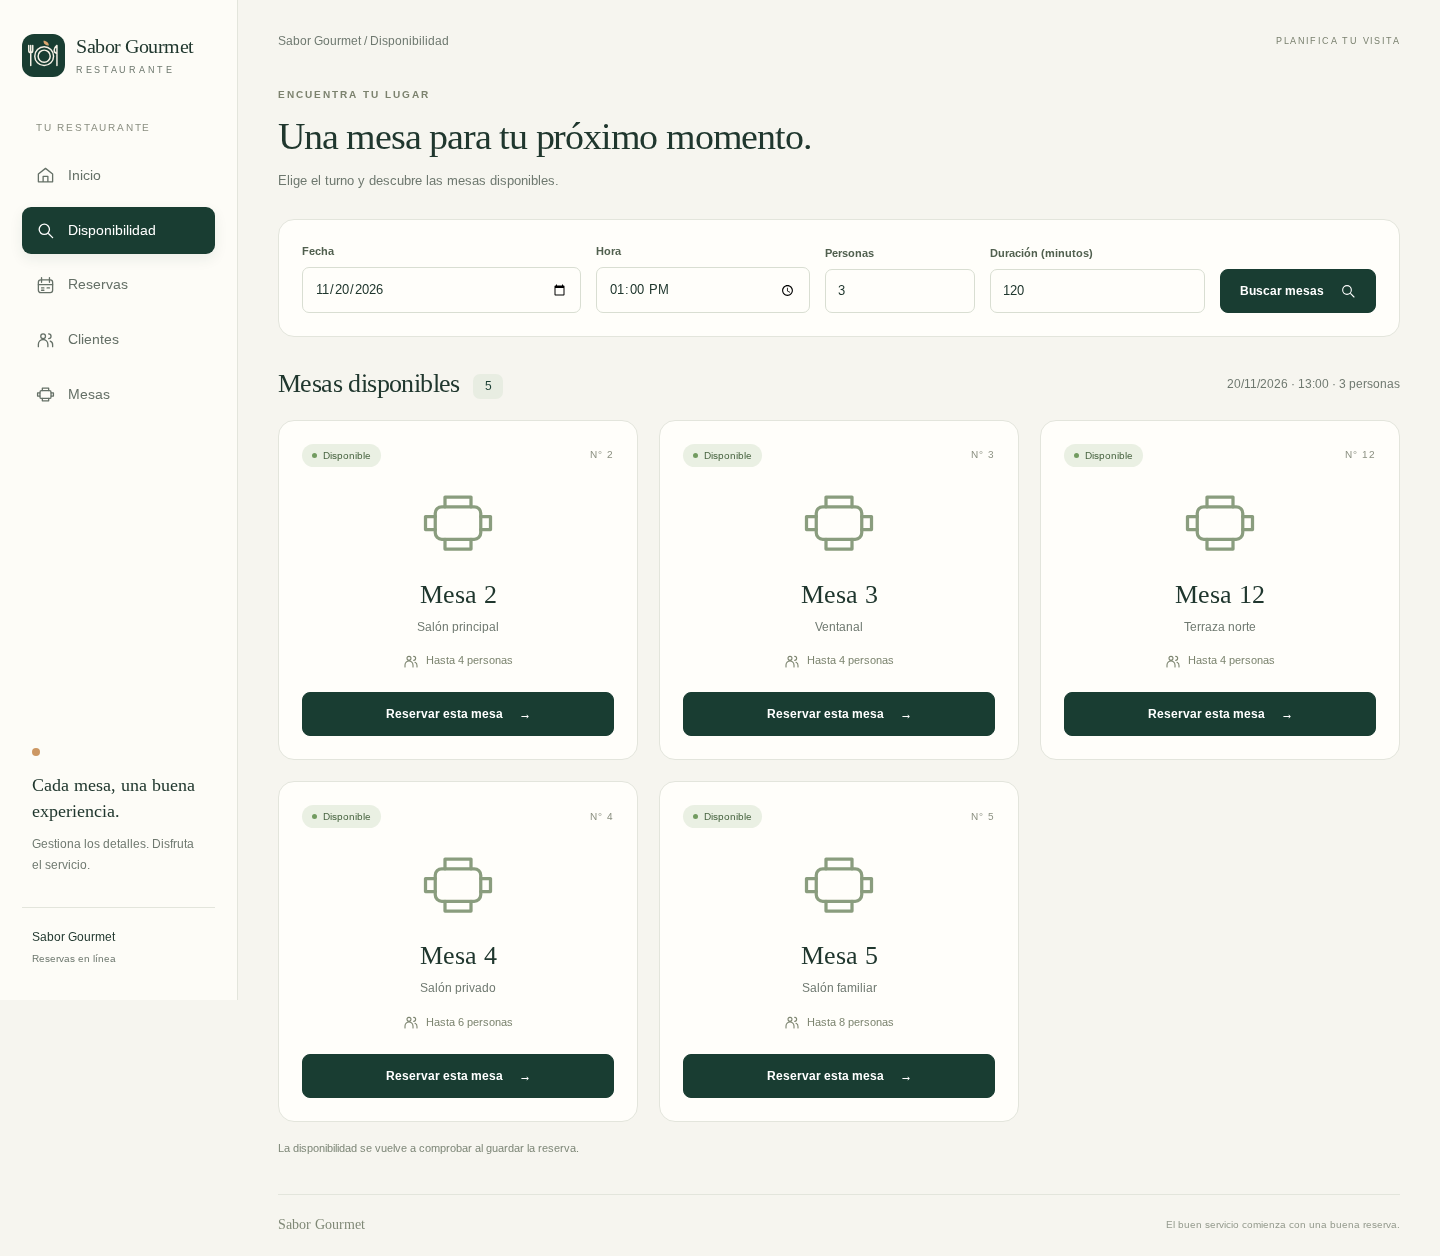 Sabor Gourmet
RESTAURANTE
TU RESTAURANTE
Inicio
Disponibilidad
Reservas
Clientes
Mesas
Cada mesa, una buena
experiencia.
Gestiona los detalles. Disfruta
el servicio.
Sabor Gourmet
Reservas en línea
Sabor Gourmet / Disponibilidad
PLANIFICA TU VISITA
ENCUENTRA TU LUGAR
Una mesa para tu próximo momento.
Elige el turno y descubre las mesas disponibles.
Fecha
11/20/2026
Hora
01:00 PM
Personas
3
Duración (minutos)
120
Buscar mesas
Mesas disponibles 5
20/11/2026 · 13:00 · 3 personas
Disponible
N° 2
Mesa 2
Salón principal
Hasta 4 personas
Reservar esta mesa →
Disponible
N° 3
Mesa 3
Ventanal
Hasta 4 personas
Reservar esta mesa →
Disponible
N° 12
Mesa 12
Terraza norte
Hasta 4 personas
Reservar esta mesa →
Disponible
N° 4
Mesa 4
Salón privado
Hasta 6 personas
Reservar esta mesa →
Disponible
N° 5
Mesa 5
Salón familiar
Hasta 8 personas
Reservar esta mesa →
La disponibilidad se vuelve a comprobar al guardar la reserva.
Sabor Gourmet
El buen servicio comienza con una buena reserva.